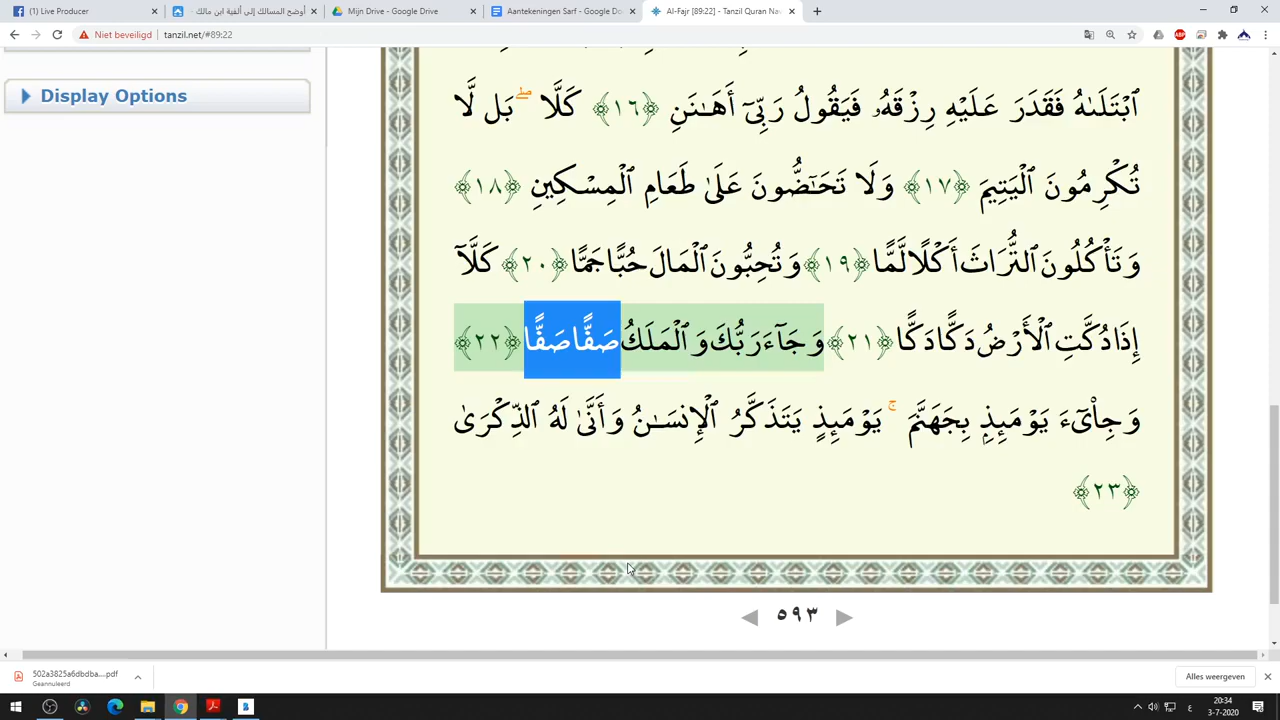 (1) Live Producer
أوضح المسالك إلى ألفية ابن مالك
Mijn Drive - Google Drive
Aantekeningen Sarf - Google Do
Al-Fajr [89:22] - Tanzil Quran Na
Niet beveiligd
tanzil.net/#89:22
Display Options
ٱبْتَلَىٰهُ فَقَدَرَ عَلَيْهِ رِزْقَهُۥ فَيَقُولُ رَبِّىٓ أَهَـٰنَنِ ﴿١٦﴾ كَلَّا ۖ بَل لَّا
تُكْرِمُونَ ٱلْيَتِيمَ ﴿١٧﴾ وَلَا تَحَـٰٓضُّونَ عَلَىٰ طَعَامِ ٱلْمِسْكِينِ ﴿١٨﴾
وَتَأْكُلُونَ ٱلتُّرَاثَ أَكْلًا لَّمًّا ﴿١٩﴾ وَتُحِبُّونَ ٱلْمَالَ حُبًّا جَمًّا ﴿٢٠﴾ كَلَّآ
إِذَا دُكَّتِ ٱلْأَرْضُ دَكًّا دَكًّا ﴿٢١﴾ وَجَآءَ رَبُّكَ وَٱلْمَلَكُ صَفًّا صَفًّا ﴿٢٢﴾
وَجِا۟ىٓءَ يَوْمَئِذٍۭ بِجَهَنَّمَ ۚ يَوْمَئِذٍ يَتَذَكَّرُ ٱلْإِنسَـٰنُ وَأَنَّىٰ لَهُ ٱلذِّكْرَىٰ
﴿٢٣﴾
٥٩٣
502a3825a6dbdba....pdf
Geannuleerd
Alles weergeven
20:34
3-7-2020